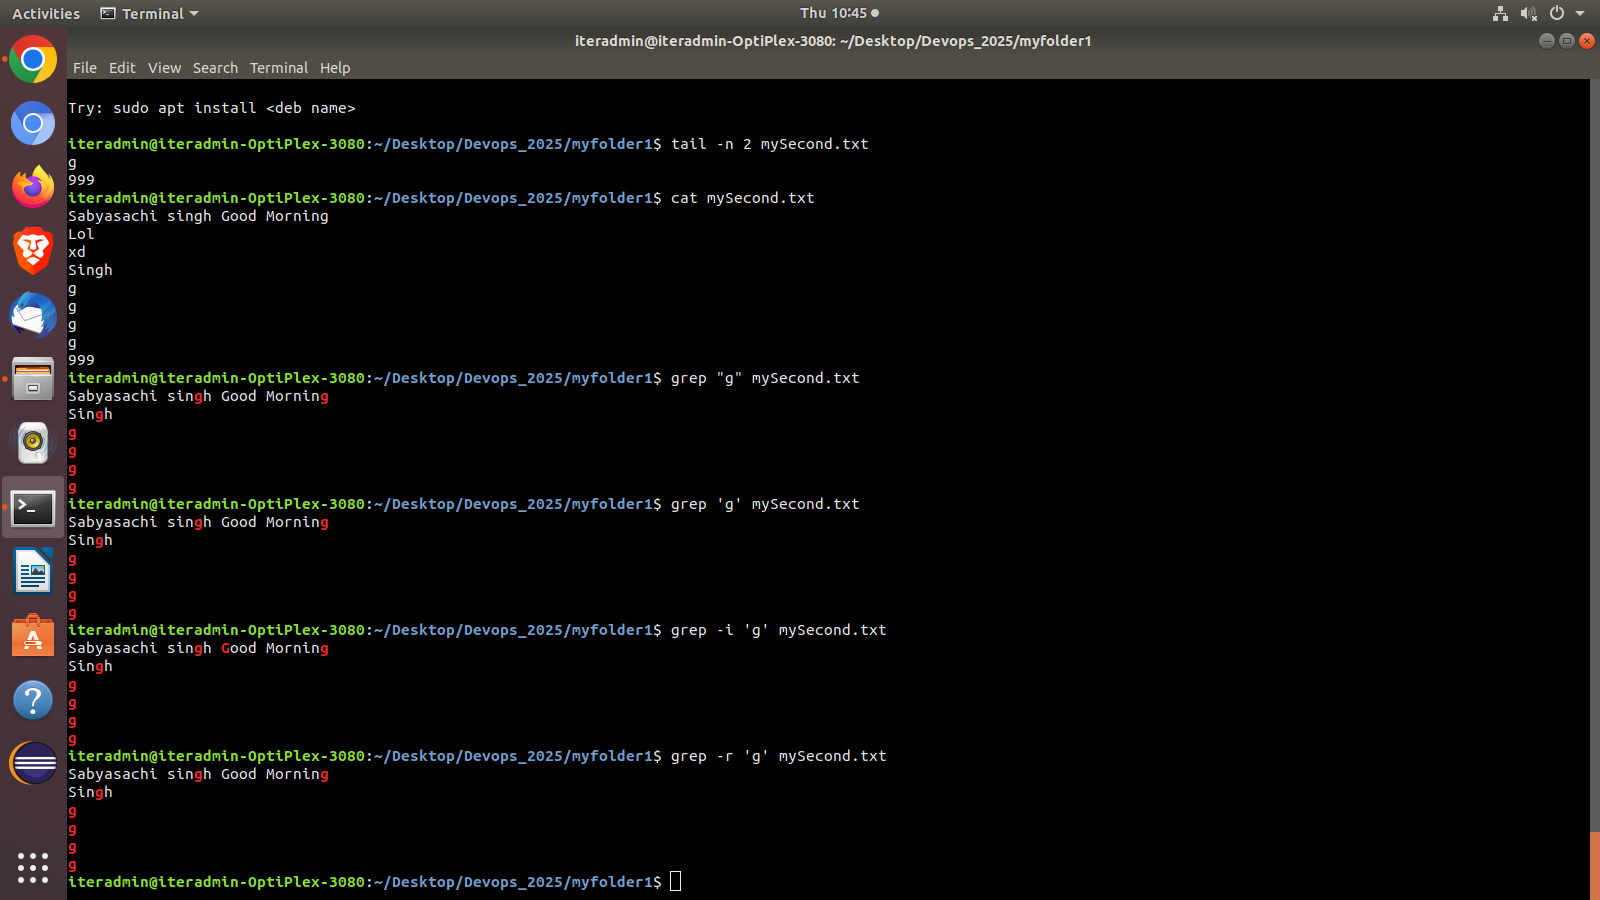 Activities Terminal Thu 10:45
iteradmin@iteradmin-OptiPlex-3080: ~/Desktop/Devops_2025/myfolder1
File Edit View Search Terminal Help
Try: sudo apt install <deb name>
iteradmin@iteradmin-OptiPlex-3080:~/Desktop/Devops_2025/myfolder1$ tail -n 2 mySecond.txt
g
999
iteradmin@iteradmin-OptiPlex-3080:~/Desktop/Devops_2025/myfolder1$ cat mySecond.txt
Sabyasachi singh Good Morning
Lol
xd
Singh
g
g
g
g
999
iteradmin@iteradmin-OptiPlex-3080:~/Desktop/Devops_2025/myfolder1$ grep "g" mySecond.txt
Sabyasachi singh Good Morning
Singh
g
g
g
g
iteradmin@iteradmin-OptiPlex-3080:~/Desktop/Devops_2025/myfolder1$ grep 'g' mySecond.txt
Sabyasachi singh Good Morning
Singh
g
g
g
g
iteradmin@iteradmin-OptiPlex-3080:~/Desktop/Devops_2025/myfolder1$ grep -i 'g' mySecond.txt
Sabyasachi singh Good Morning
Singh
g
g
g
g
iteradmin@iteradmin-OptiPlex-3080:~/Desktop/Devops_2025/myfolder1$ grep -r 'g' mySecond.txt
Sabyasachi singh Good Morning
Singh
g
g
g
g
iteradmin@iteradmin-OptiPlex-3080:~/Desktop/Devops_2025/myfolder1$